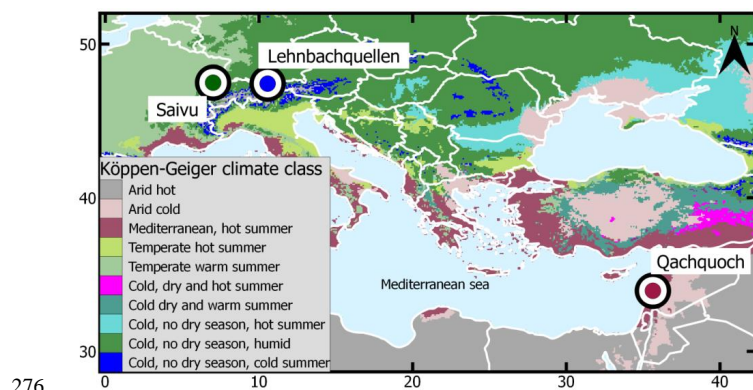 50
40
30
N
Lehnbachquellen
Saivu
Köppen-Geiger climate class
Arid hot
Arid cold
Mediterranean, hot summer
Temperate hot summer
Temperate warm summer
Cold, dry and hot summer
Cold dry and warm summer
Cold, no dry season, hot summer
Cold, no dry season, humid
Cold, no dry season, cold summer
Qachquoch
Mediterranean sea
0 10 20 30 40
276